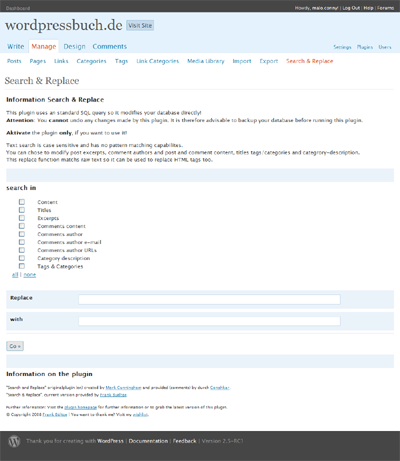 Dashboard
Howdy, maio.conny! | Log Out | Help | Forums
wordpressbuch.de Visit Site
Write Manage Design Comments
Settings Plugins Users
Posts Pages Links Categories Tags Link Categories Media Library Import Export Search & Replace
Search & Replace
Information Search & Replace
This plugin uses an standard SQL query so it modifies your database directly!
Attention: You cannot undo any changes made by this plugin. It is therefore advisable to backup your database before running this plugin.
Aktivate the plugin only, if you want to use it!
Text search is case sensitive and has no pattern matching capabilites.
You can chose to modify post excerpts, comment authors and post and comment content, titles tags/categories and category-description.
This replace function matchs raw text so it can be used to replace HTML tags too.
search in
Content
Titles
Excerpts
Comments content
Comments author
Comments author e-mail
Comments author URLs
Category-description
Tags & Categories
all | none
Replace
with
Go »
Information on the plugin
"Search and Replace" originalplugin (en) created by Mark Cunningham and provided (comments) by durch Gonahkar.
"Search & Replace" current version provided by Frank Bueltge.
Further information: Visit the plugin homepage for further information or to grab the latest version of this plugin.
© Copyright 2008 Frank Bueltge | You want to thank me? Visit my wishlist.
Thank you for creating with WordPress | Documentation | Feedback | Version 2.5-RC1